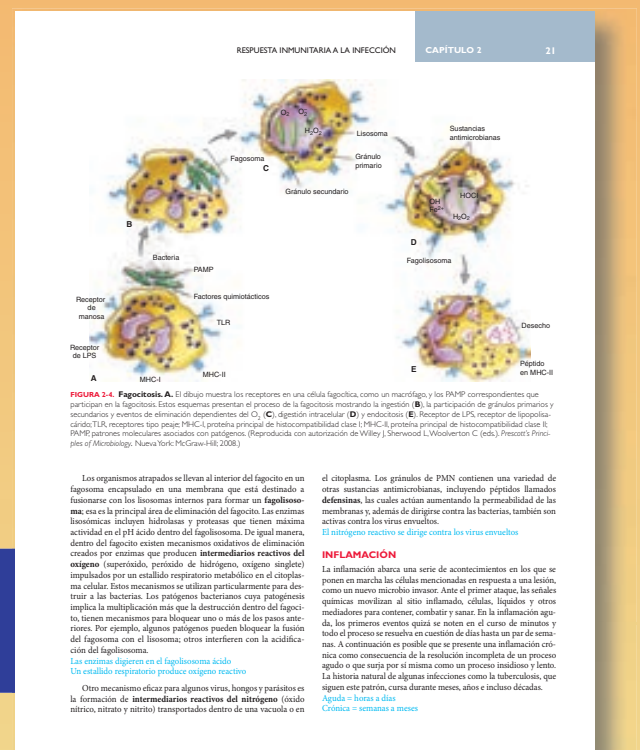 RESPUESTA INMUNITARIA A LA INFECCIÓN CAPÍTULO 2 21
O₂ O₂⁻
H₂O₂
Lisosoma
Sustancias
antimicrobianas
Fagosoma
C
Gránulo
primario
Gránulo secundario
OH
Fe²⁺
HOCl
H₂O₂
B
D
Fagolisosoma
Bacteria
PAMP
Factores quimiotácticos
Receptor
de
manosa
TLR
Receptor
de LPS
A
MHC-I
MHC-II
Desecho
E
Péptido
en MHC-II
FIGURA 2-4. Fagocitosis. A. El dibujo muestra los receptores en una célula fagocítica, como un macrófago, y los PAMP correspondientes que
participan en la fagocitosis. Estos esquemas presentan el proceso de la fagocitosis mostrando la ingestión (B), la participación de gránulos primarios y
secundarios y eventos de eliminación dependientes del O₂ (C), digestión intracelular (D) y endocitosis (E). Receptor de LPS, receptor de lipopolisa-
cárido; TLR, receptores tipo peaje; MHC-I, proteína principal de histocompatibilidad clase I; MHC-II, proteína principal de histocompatibilidad clase II;
PAMP, patrones moleculares asociados con patógenos. (Reproducida con autorización de Willey J, Sherwood L, Woolverton C (eds.). Prescott's Princi-
ples of Microbiology. Nueva York: McGraw-Hill; 2008.)
Los organismos atrapados se llevan al interior del fagocito en un
fagosoma encapsulado en una membrana que está destinado a
fusionarse con los lisosomas internos para formar un fagolisoso-
ma; esa es la principal área de eliminación del fagocito. Las enzimas
lisosómicas incluyen hidrolasas y proteasas que tienen máxima
actividad en el pH ácido dentro del fagolisosoma. De igual manera,
dentro del fagocito existen mecanismos oxidativos de eliminación
creados por enzimas que producen intermediarios reactivos del
oxígeno (superóxido, peróxido de hidrógeno, oxígeno singlete)
impulsados por un estallido respiratorio metabólico en el citoplas-
ma celular. Estos mecanismos se utilizan particularmente para des-
truir a las bacterias. Los patógenos bacterianos cuya patogénesis
implica la multiplicación más que la destrucción dentro del fagoci-
to, tienen mecanismos para bloquear uno o más de los pasos ante-
riores. Por ejemplo, algunos patógenos pueden bloquear la fusión
del fagosoma con el lisosoma; otros interfieren con la acidifica-
ción del fagolisosoma.
Las enzimas digieren en el fagolisosoma ácido
Un estallido respiratorio produce oxígeno reactivo
Otro mecanismo eficaz para algunos virus, hongos y parásitos es
la formación de intermediarios reactivos del nitrógeno (óxido
nítrico, nitrato y nitrito) transportados dentro de una vacuola o en
el citoplasma. Los gránulos de PMN contienen una variedad de
otras sustancias antimicrobianas, incluyendo péptidos llamados
defensinas, las cuales actúan aumentando la permeabilidad de las
membranas y, además de dirigirse contra las bacterias, también son
activas contra los virus envueltos.
El nitrógeno reactivo se dirige contra los virus envueltos
INFLAMACIÓN
La inflamación abarca una serie de acontecimientos en los que se
ponen en marcha las células mencionadas en respuesta a una lesión,
como un nuevo microbio invasor. Ante el primer ataque, las señales
químicas movilizan al sitio inflamado, células, líquidos y otros
mediadores para contener, combatir y sanar. En la inflamación agu-
da, los primeros eventos quizá se noten en el curso de minutos y
todo el proceso se resuelva en cuestión de días hasta un par de sema-
nas. A continuación es posible que se presente una inflamación cró-
nica como consecuencia de la resolución incompleta de un proceso
agudo o que surja por sí misma como un proceso insidioso y lento.
La historia natural de algunas infecciones como la tuberculosis, que
siguen este patrón, cursa durante meses, años e incluso décadas.
Aguda = horas a días
Crónica = semanas a meses